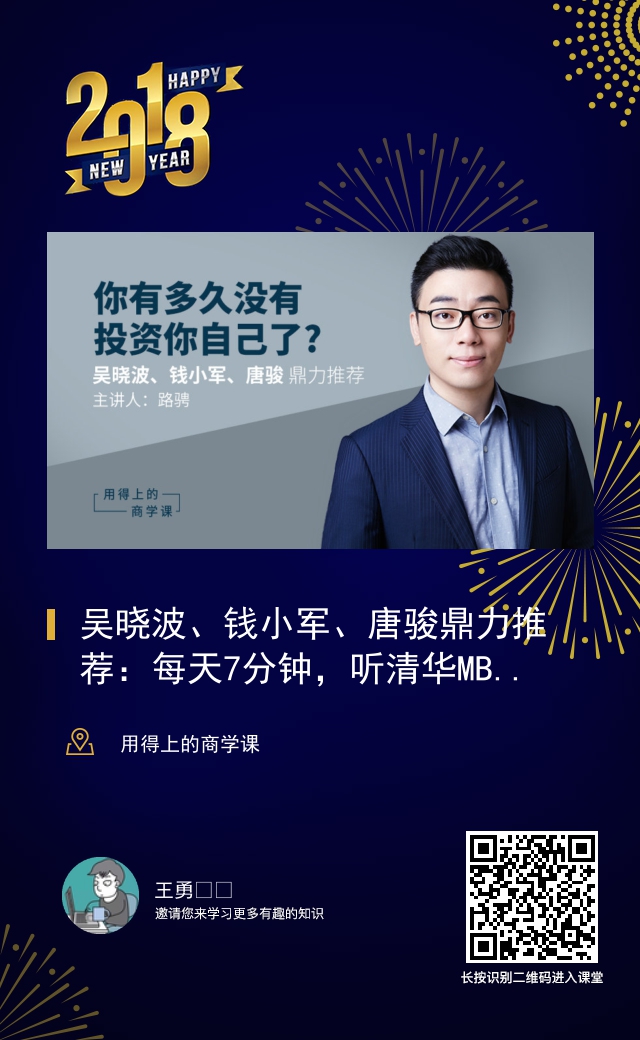 2018
HAPPY
NEW YEAR
你有多久没有
投资你自己了?
吴晓波、钱小军、唐骏 鼎力推荐
主讲人：路骋
用得上的
商学课
吴晓波、钱小军、唐骏鼎力推
荐：每天7分钟，听清华MB..
用得上的商学课
王勇□□
邀请您来学习更多有趣的知识
长按识别二维码进入课堂